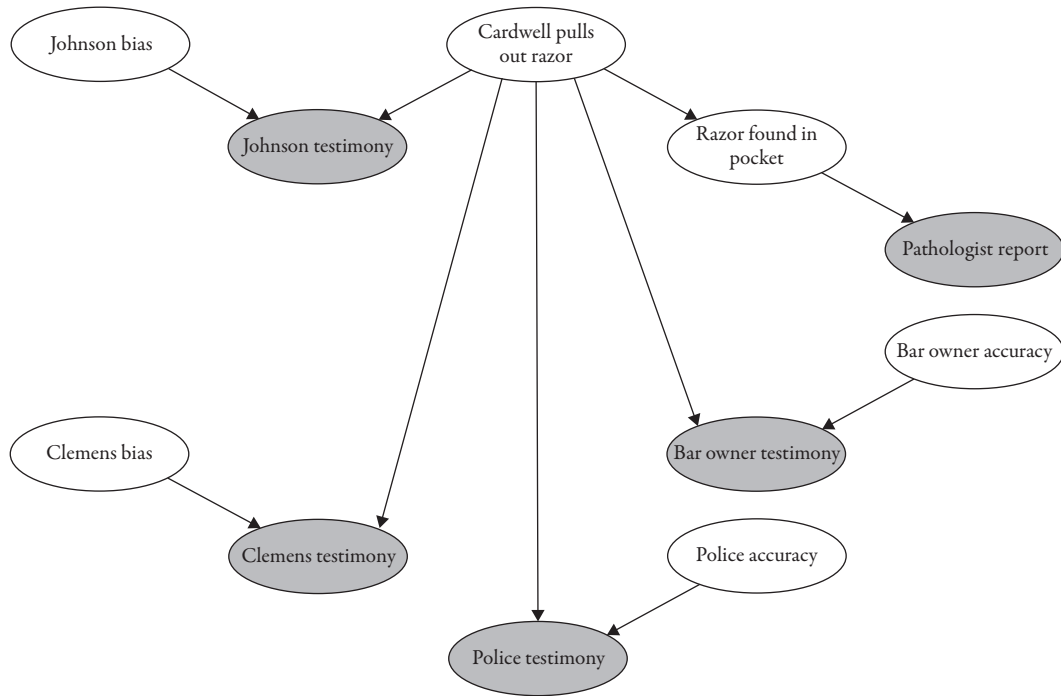 Johnson bias
Cardwell pulls
out razor
Johnson testimony
Razor found in
pocket
Pathologist report
Bar owner accuracy
Clemens bias
Bar owner testimony
Clemens testimony
Police accuracy
Police testimony